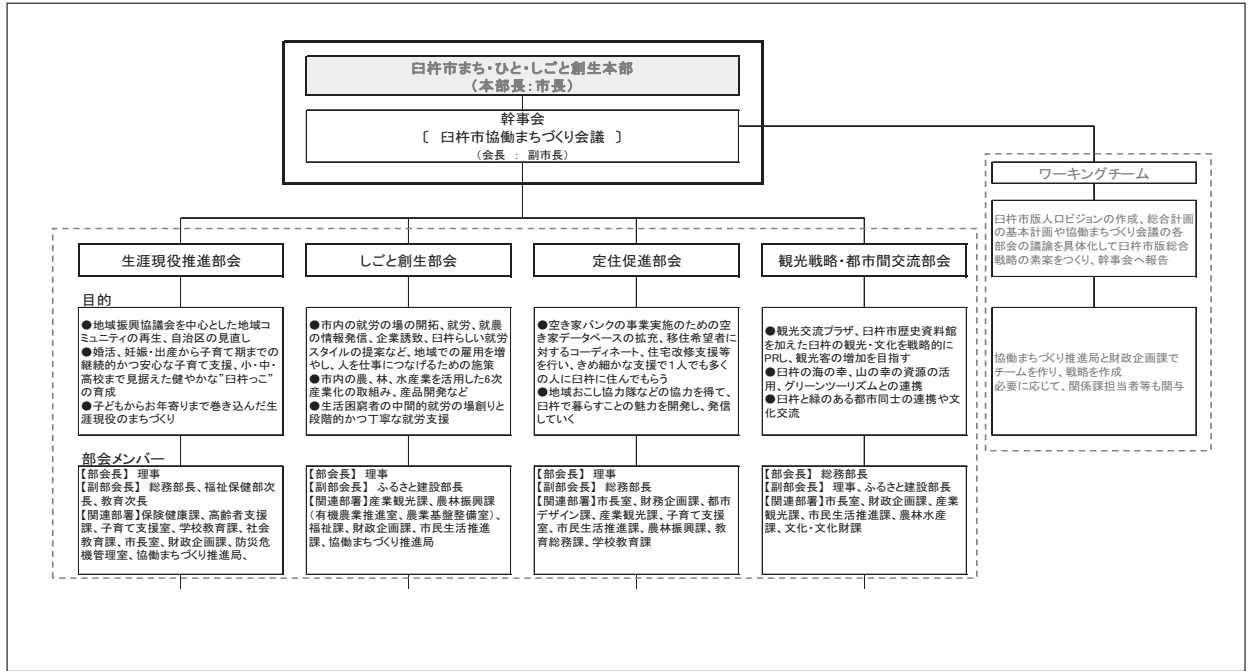 臼杵市まち・ひと・しごと創生本部
(本部長:市長)
幹事会
〔 臼杵市協働まちづくり会議 〕
(会長 : 副市長)
ワーキングチーム
臼杵市版人口ビジョンの作成、総合計画
の基本計画や協働まちづくり会議の各
部会の議論を具体化して臼杵市版総合
戦略の素案をつくり、幹事会へ報告
協働まちづくり推進局と財政企画課で
チームを作り、戦略を作成
必要に応じて、関係課担当者等も関与
生涯現役推進部会
しごと創生部会
定住促進部会
観光戦略・都市間交流部会
目的
●地域振興協議会を中心とした地域コ
ミュニティの再生、自治区の見直し
●婚活、妊娠・出産から子育て期までの
継続的かつ安心な子育て支援、小・中・
高校まで見据えた健やかな"臼杵っこ"
の育成
●子どもからお年寄りまで巻き込んだ生
涯現役のまちづくり
●市内の就労の場の開拓、就労、就農
の情報発信、企業誘致、臼杵らしい就労
スタイルの提案など、地域での雇用を増
やし、人を仕事につなげるための施策
●市内の農、林、水産業を活用した6次
産業化の取組み、産品開発など
●生活困窮者の中間的就労の場創りと
段階的かつ丁寧な就労支援
●空き家バンクの事業実施のための空
き家データベースの拡充、移住希望者に
対するコーディネート、住宅改修支援等
を行い、きめ細かな支援で1人でも多く
の人に臼杵に住んでもらう
●地域おこし協力隊などの協力を得て、
臼杵で暮らすことの魅力を開発し、発信
していく
●観光交流プラザ、臼杵市歴史資料館
を加えた臼杵の観光・文化を戦略的に
PRし、観光客の増加を目指す
●臼杵の海の幸、山の幸の資源の活
用、グリーンツーリズムとの連携
●臼杵と縁のある都市同士の連携や文
化交流
部会メンバー
【部会長】 理事
【副部会長】 総務部長、福祉保健部次
長、教育次長
【関連部署】保険健康課、高齢者支援
課、子育て支援室、学校教育課、社会
教育課、市長室、財政企画課、防災危
機管理室、協働まちづくり推進局、
【部会長】 理事
【副部会長】 ふるさと建設部長
【関連部署】産業観光課、農林振興課
(有機農業推進室、農業基盤整備室)、
福祉課、財政企画課、市民生活推進
課、協働まちづくり推進局
【部会長】 理事
【副部会長】 総務部長
【関連部署】市長室、財務企画課、都市
デザイン課、産業観光課、子育て支援
室、市民生活推進課、農林振興課、教
育総務課、学校教育課
【部会長】 総務部長
【副部会長】 理事、ふるさと建設部長
【関連部署】市長室、財政企画課、産業
観光課、市民生活推進課、農林水産
課、文化・文化財課